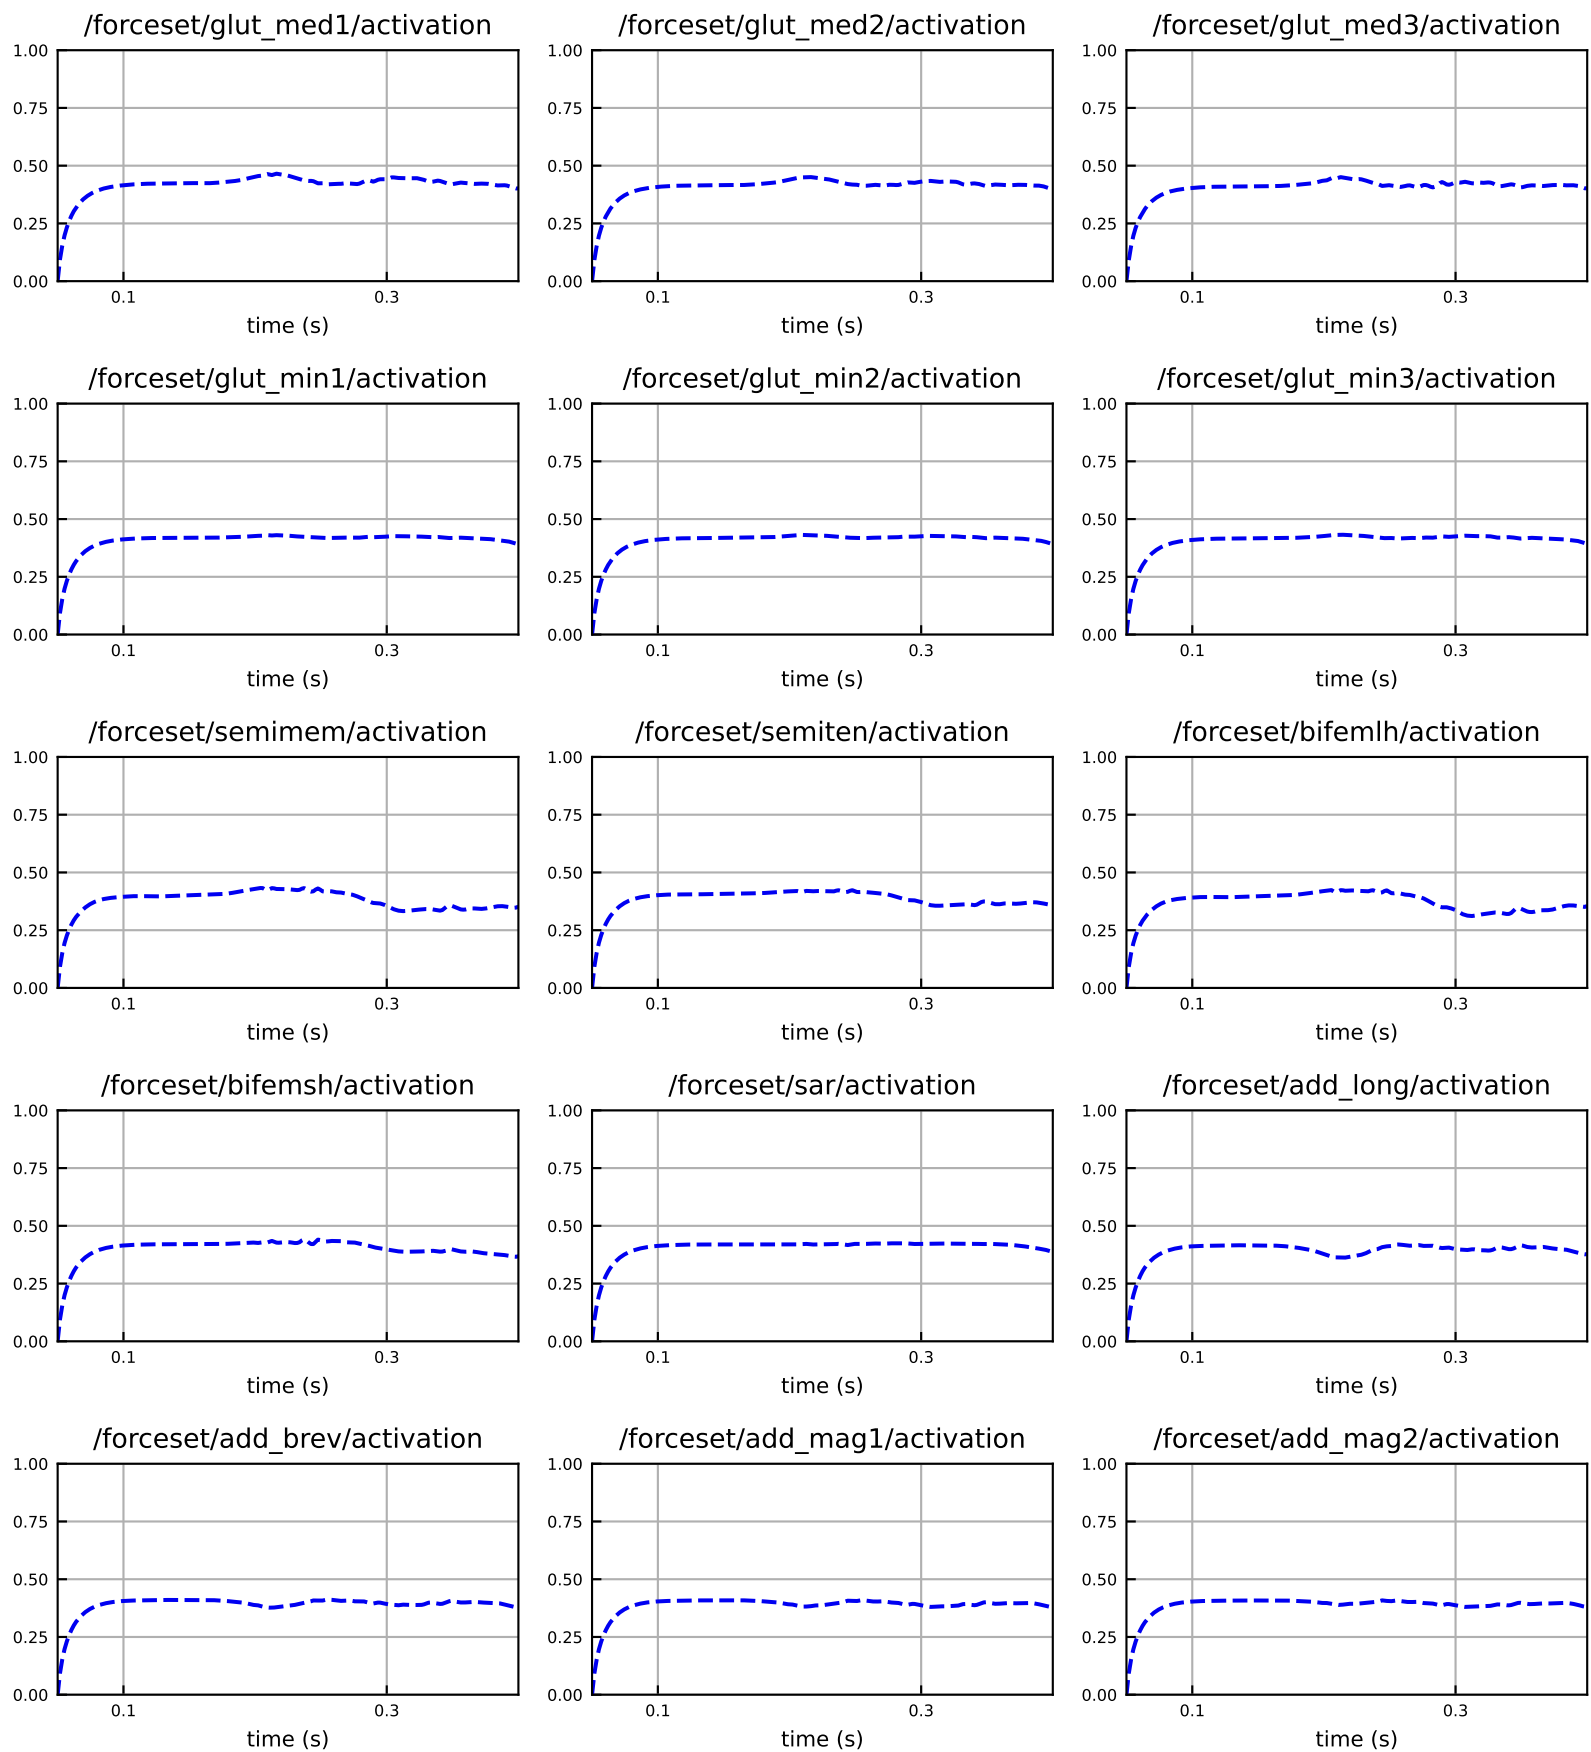 /forceset/glut_med1/activation /forceset/glut_med2/activation /forceset/glut_med3/activation
1.00 1.00 1.00
0.75 0.75 0.75
0.50 0.50 0.50
0.25 0.25 0.25
0.00 0.00 0.00
0.1 0.3 0.1 0.3 0.1 0.3
time (s) time (s) time (s)
/forceset/glut_min1/activation /forceset/glut_min2/activation /forceset/glut_min3/activation
1.00 1.00 1.00
0.75 0.75 0.75
0.50 0.50 0.50
0.25 0.25 0.25
0.00 0.00 0.00
0.1 0.3 0.1 0.3 0.1 0.3
time (s) time (s) time (s)
/forceset/semimem/activation /forceset/semiten/activation /forceset/bifemlh/activation
1.00 1.00 1.00
0.75 0.75 0.75
0.50 0.50 0.50
0.25 0.25 0.25
0.00 0.00 0.00
0.1 0.3 0.1 0.3 0.1 0.3
time (s) time (s) time (s)
/forceset/bifemsh/activation /forceset/sar/activation /forceset/add_long/activation
1.00 1.00 1.00
0.75 0.75 0.75
0.50 0.50 0.50
0.25 0.25 0.25
0.00 0.00 0.00
0.1 0.3 0.1 0.3 0.1 0.3
time (s) time (s) time (s)
/forceset/add_brev/activation /forceset/add_mag1/activation /forceset/add_mag2/activation
1.00 1.00 1.00
0.75 0.75 0.75
0.50 0.50 0.50
0.25 0.25 0.25
0.00 0.00 0.00
0.1 0.3 0.1 0.3 0.1 0.3
time (s) time (s) time (s)